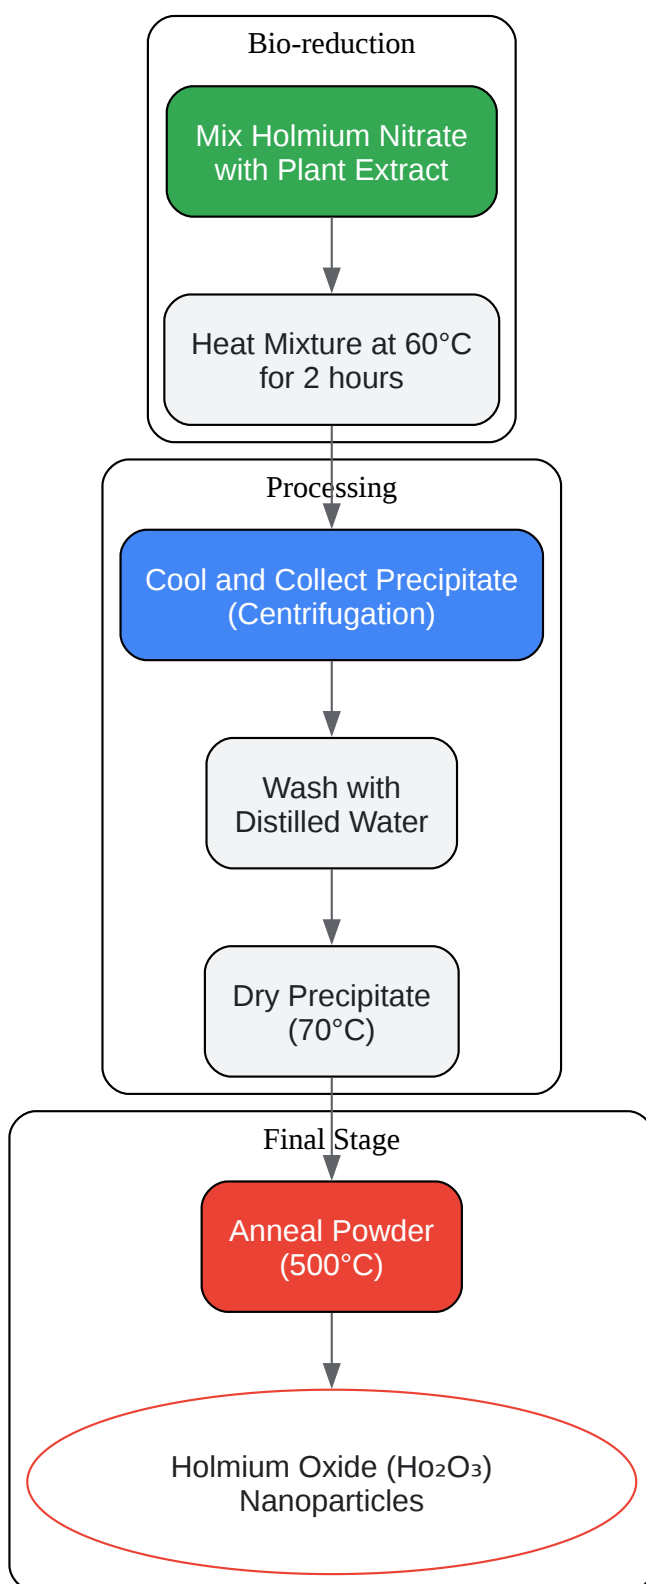 Bio-reduction
Mix Holmium Nitrate
with Plant Extract
Heat Mixture at 60°C
for 2 hours
Processing
Cool and Collect Precipitate
(Centrifugation)
Wash with
Distilled Water
Dry Precipitate
(70°C)
Final Stage
Anneal Powder
(500°C)
Holmium Oxide (Ho₂O₃)
Nanoparticles